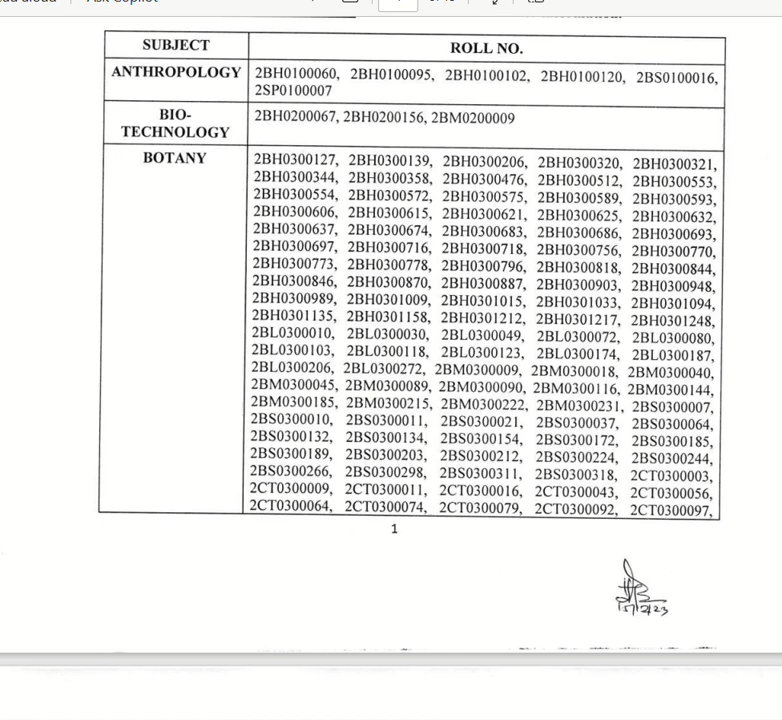 SUBJECT ROLL NO.
ANTHROPOLOGY 2BH0100060, 2BH0100095, 2BH0100102, 2BH0100120, 2BS0100016,
2SP0100007
BIO-
TECHNOLOGY
2BH0200067, 2BH0200156, 2BM0200009
BOTANY 2BH0300127, 2BH0300139, 2BH0300206, 2BH0300320, 2BH0300321,
2BH0300344, 2BH0300358, 2BH0300476, 2BH0300512, 2BH0300553,
2BH0300554, 2BH0300572, 2BH0300575, 2BH0300589, 2BH0300593,
2BH0300606, 2BH0300615, 2BH0300621, 2BH0300625, 2BH0300632,
2BH0300637, 2BH0300674, 2BH0300683, 2BH0300686, 2BH0300693,
2BH0300697, 2BH0300716, 2BH0300718, 2BH0300756, 2BH0300770,
2BH0300773, 2BH0300778, 2BH0300796, 2BH0300818, 2BH0300844,
2BH0300846, 2BH0300870, 2BH0300887, 2BH0300903, 2BH0300948,
2BH0300989, 2BH0301009, 2BH0301015, 2BH0301033, 2BH0301094,
2BH0301135, 2BH0301158, 2BH0301212, 2BH0301217, 2BH0301248,
2BL0300010, 2BL0300030, 2BL0300049, 2BL0300072, 2BL0300080,
2BL0300103, 2BL0300118, 2BL0300123, 2BL0300174, 2BL0300187,
2BL0300206, 2BL0300272, 2BM0300009, 2BM0300018, 2BM0300040,
2BM0300045, 2BM0300089, 2BM0300090, 2BM0300116, 2BM0300144,
2BM0300185, 2BM0300215, 2BM0300222, 2BM0300231, 2BS0300007,
2BS0300010, 2BS0300011, 2BS0300021, 2BS0300037, 2BS0300064,
2BS0300132, 2BS0300134, 2BS0300154, 2BS0300172, 2BS0300185,
2BS0300189, 2BS0300203, 2BS0300212, 2BS0300224, 2BS0300244,
2BS0300266, 2BS0300298, 2BS0300311, 2BS0300318, 2CT0300003,
2CT0300009, 2CT0300011, 2CT0300016, 2CT0300043, 2CT0300056,
2CT0300064, 2CT0300074, 2CT0300079, 2CT0300092, 2CT0300097,
1